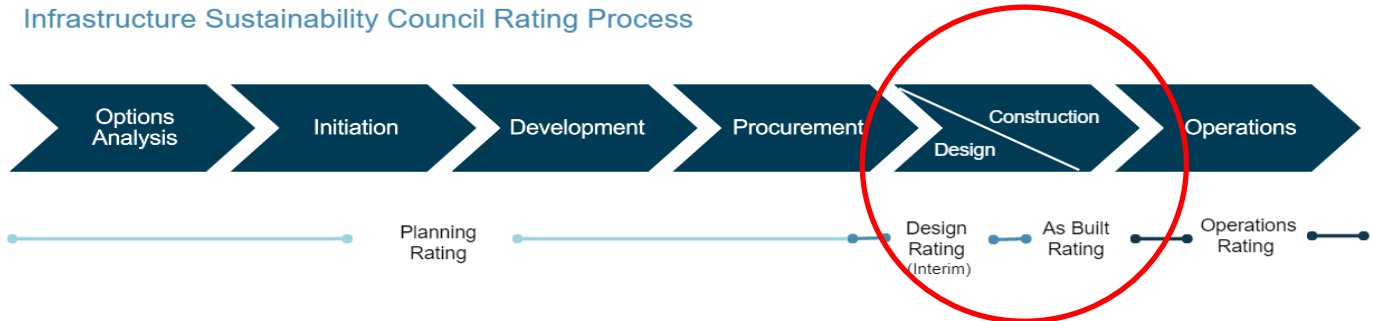 Infrastructure Sustainability Council Rating Process
Options
Analysis
Initiation
Development
Procurement
Construction
Design
Operations
Planning
Rating
Design
Rating
(Interim)
As Built
Rating
Operations
Rating